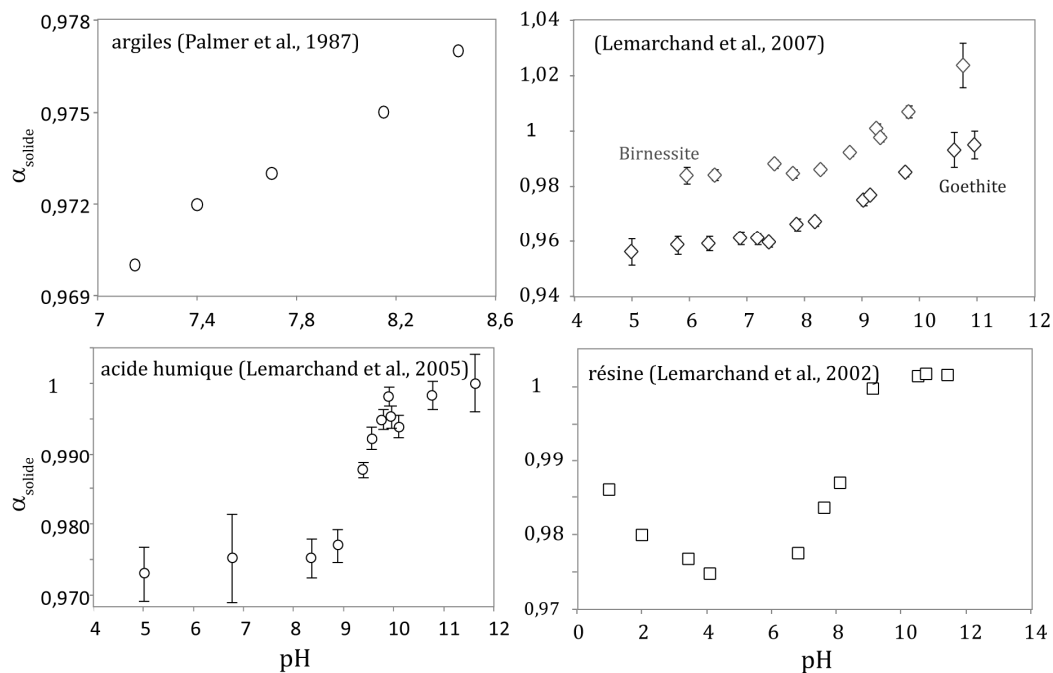 argiles (Palmer et al., 1987)
α solide
0,978
0,975
0,972
0,969
7 7,4 7,8 8,2 8,6
(Lemarchand et al., 2007)
Birnessite
Goethite
1,04
1,02
1
0,98
0,96
0,94
4 5 6 7 8 9 10 11 12
acide humique (Lemarchand et al., 2005)
α solide
1
0,990
0,980
0,970
4 5 6 7 8 9 10 11 12
pH
résine (Lemarchand et al., 2002)
1
0,99
0,98
0,97
0 2 4 6 8 10 12 14
pH